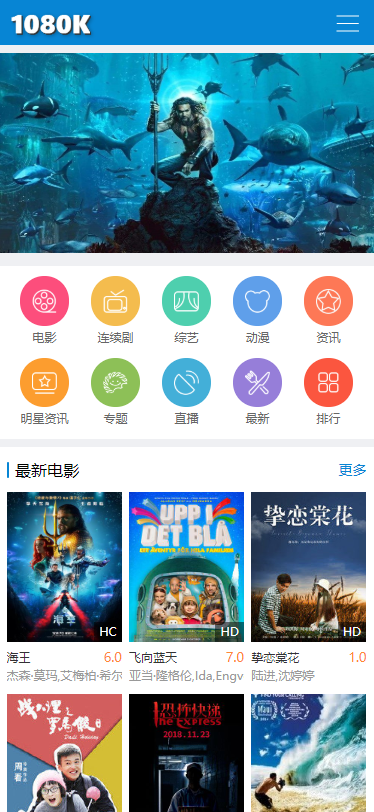 1080K
电影 连续剧 综艺 动漫 资讯
明星资讯 专题 直播 最新 排行
最新电影 更多
海王
HC
UPP I
DET BLÅ
HD
挚恋棠花
HD
海王 6.0
杰森·莫玛,艾梅柏·希尔
飞向蓝天 7.0
亚当·隆格伦,Ida,Engv
挚恋棠花 1.0
陆进,沈婷婷
The Express
2018.11.23